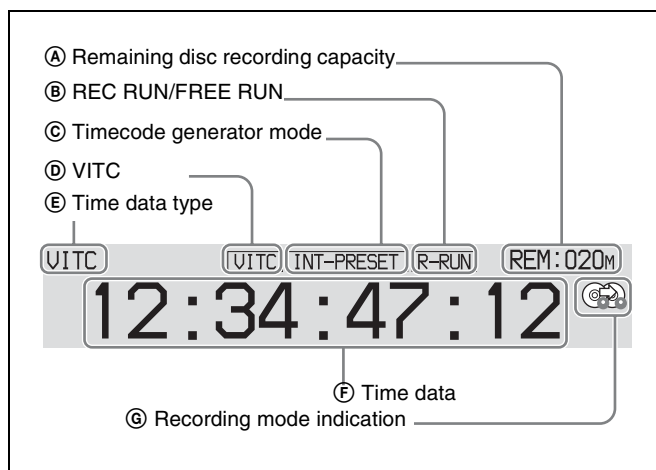 Ⓐ Remaining disc recording capacity
Ⓑ REC RUN/FREE RUN
Ⓒ Timecode generator mode
Ⓓ VITC
Ⓔ Time data type
VITC VITC INT-PRESET R-RUN REM:020M
12:34:47:12
Ⓕ Time data
Ⓖ Recording mode indication